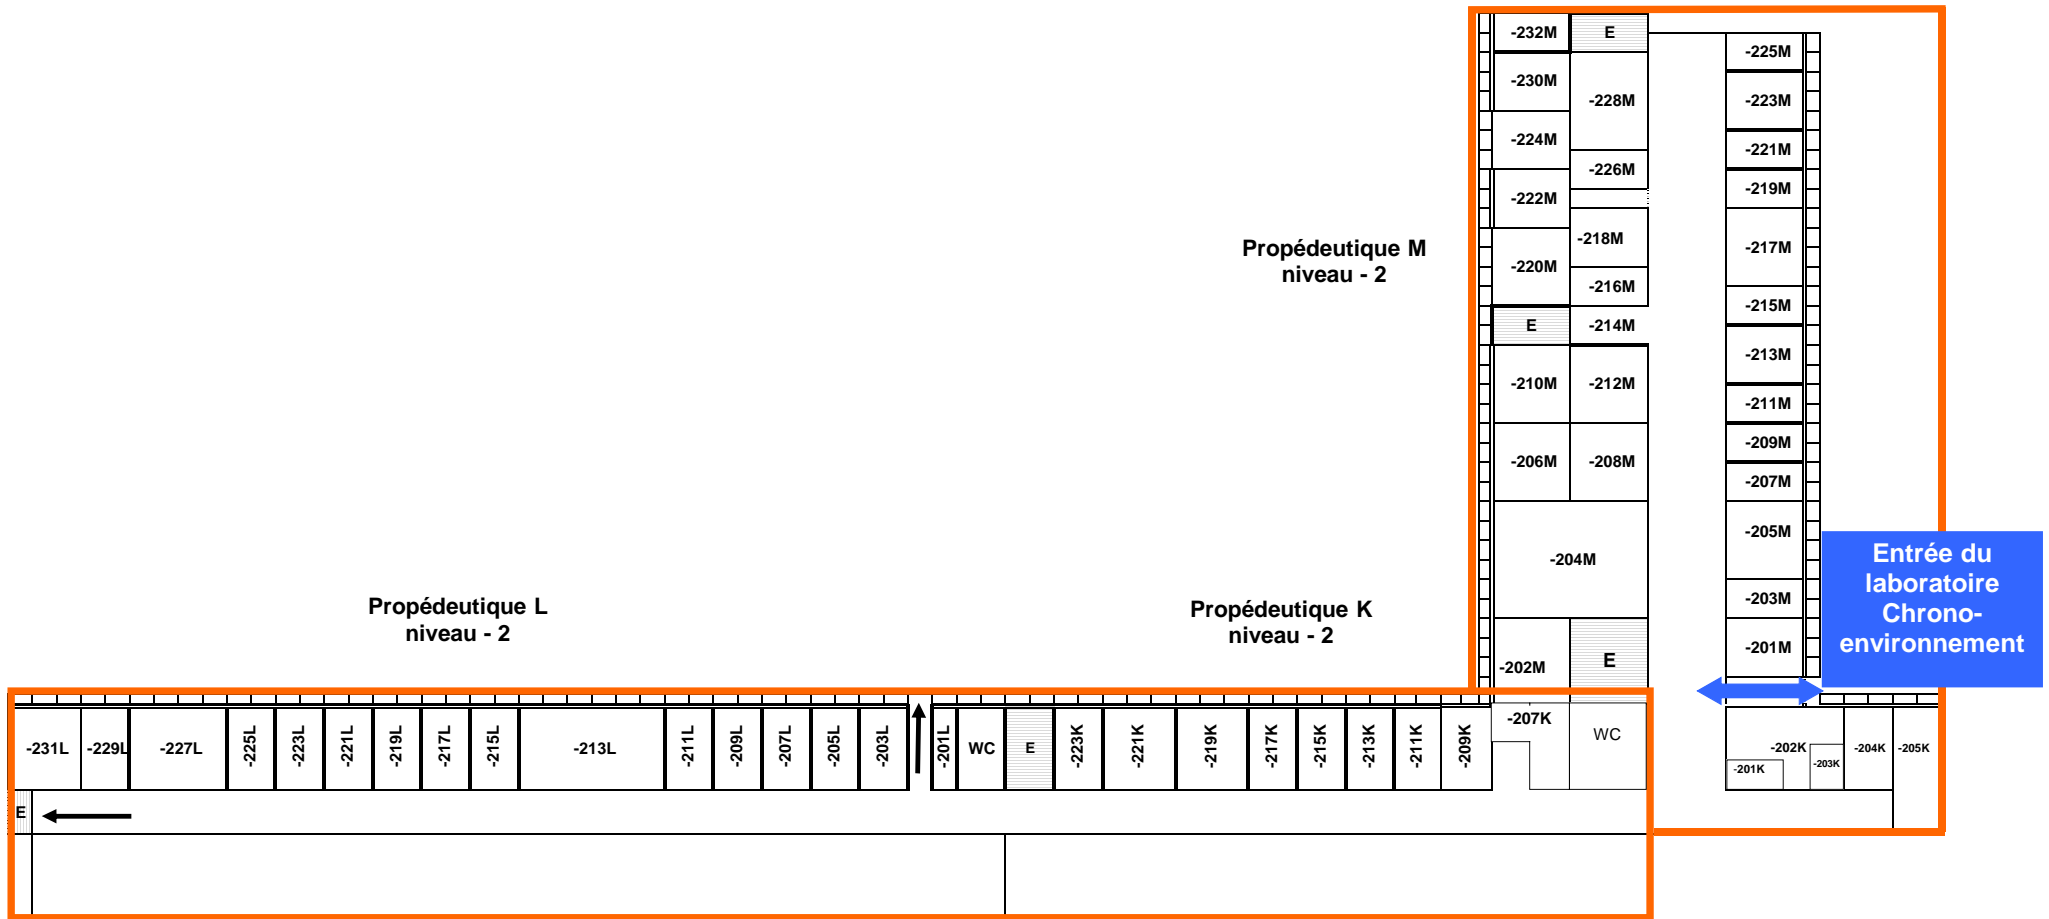 -232M E
-225M
-230M
-228M
-223M
-224M
-221M
-226M
-219M
-222M
-218M
-217M
Propédeutique M
niveau - 2
-220M
-216M
-215M
E -214M
-213M
-210M -212M
-211M
-209M
-206M -208M
-207M
-205M
-204M
Entrée du
laboratoire
Chrono-
environnement
-203M
Propédeutique L
niveau - 2
Propédeutique K
niveau - 2
-201M
-202M
E
-231L
-229L
-227L
-225L
-223L
-221L
-219L
-217L
-215L
-213L
-211L
-209L
-207L
-205L
-203L
-201L
WC
E
-223K
-221K
-219K
-217K
-215K
-213K
-211K
-209K
-207K
WC
-202K
-201K
-203K
-204K
-205K
E